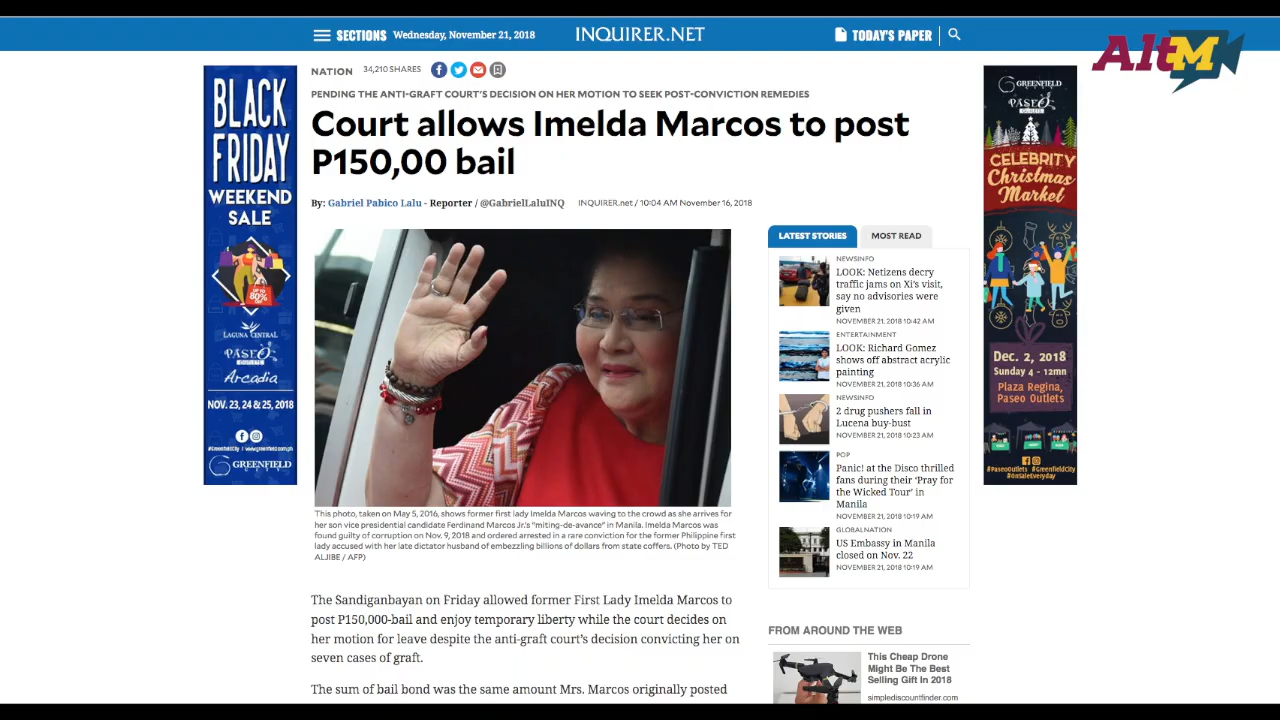 SECTIONS Wednesday, November 21, 2018
INQUIRER.NET
TODAY'S PAPER
AltM
NATION 34,210 SHARES
PENDING THE ANTI-GRAFT COURT'S DECISION ON HER MOTION TO SEEK POST-CONVICTION REMEDIES
Court allows Imelda Marcos to post
P150,00 bail
By: Gabriel Pabico Lalu - Reporter / @GabrielLaluINQ INQUIRER.net / 10:04 AM November 16, 2018
This photo, taken on May 5, 2016, shows former first lady Imelda Marcos waving to the crowd as she arrives for
her son vice presidential candidate Ferdinand Marcos Jr.'s "miting-de-avance" in Manila. Imelda Marcos was
found guilty of corruption on Nov. 9, 2018 and ordered arrested in a rare conviction for the former Philippine first
lady accused with her late dictator husband of embezzling billions of dollars from state coffers. (Photo by TED
ALJIBE / AFP)
The Sandiganbayan on Friday allowed former First Lady Imelda Marcos to
post P150,000-bail and enjoy temporary liberty while the court decides on
her motion for leave despite the anti-graft court's decision convicting her on
seven cases of graft.
The sum of bail bond was the same amount Mrs. Marcos originally posted
BLACK
FRIDAY
WEEKEND
SALE
UP TO
80%
LAGUNA CENTRAL
PASEO
OUTLETS
Arcadia
NOV. 23, 24 & 25, 2018
GREENFIELD
LATEST STORIES
MOST READ
NEWSINFO
LOOK: Netizens decry
traffic jams on Xi's visit,
say no advisories were
given
NOVEMBER 21, 2018 10:42 AM
ENTERTAINMENT
LOOK: Richard Gomez
shows off abstract acrylic
painting
NOVEMBER 21, 2018 10:36 AM
NEWSINFO
2 drug pushers fall in
Lucena buy-bust
NOVEMBER 21, 2018 10:23 AM
POP
Panic! at the Disco thrilled
fans during their 'Pray for
the Wicked Tour' in
Manila
NOVEMBER 21, 2018 10:19 AM
GLOBALNATION
US Embassy in Manila
closed on Nov. 22
NOVEMBER 21, 2018 10:19 AM
FROM AROUND THE WEB
This Cheap Drone
Might Be The Best
Selling Gift In 2018
simplediscountfinder.com
GREENFIELD
PASEO
OUTLETS
CELEBRITY
Christmas
Market
Dec. 2, 2018
Sunday 4 - 12mn
Plaza Regina,
Paseo Outlets
#PaseoOutlets #GreenfieldCity
#OnSaleEveryday